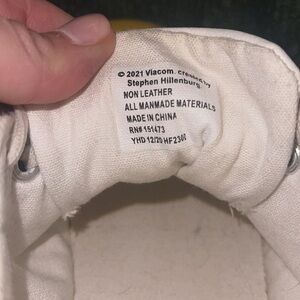 © 2021 Viacom. created by
Stephen Hillenburg.
NON LEATHER
ALL MANMADE MATERIALS
MADE IN CHINA
RN# 151473
YHD 12/20 HF2300